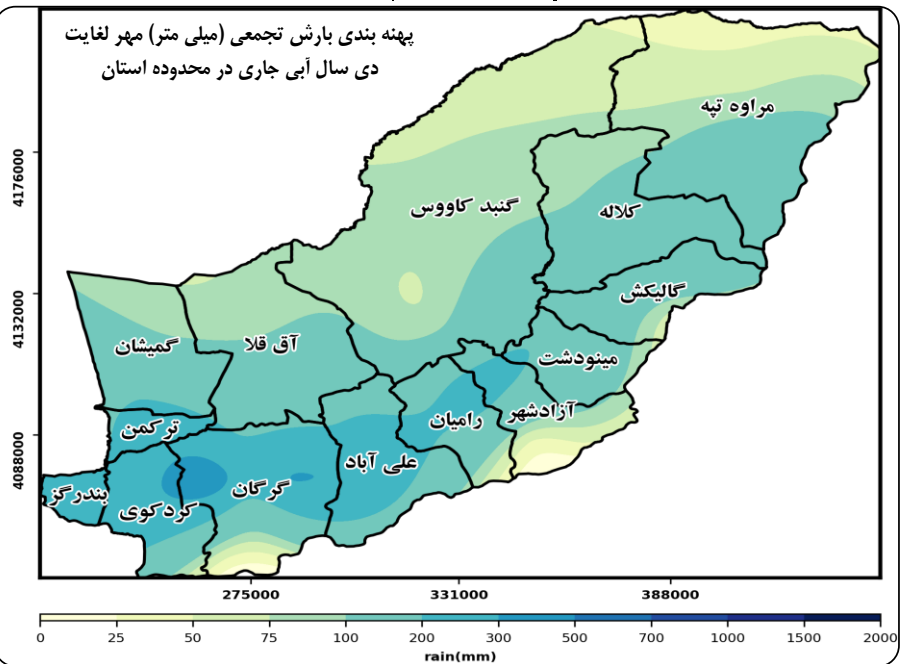 پهنه بندی بارش تجمعی (میلی متر) مهر لغایت
دی سال آبی جاری در محدوده استان
مراوه تپه
گنبد کاووس
کلاله
گالیکش
گمیشان
آق قلا
مینودشت
ترکمن
رامیان
آزادشهر
علی آباد
بندرگز
کردکوی
گرگان
4176000
4132000
4088000
275000 331000 388000
0 25 50 75 100 200 300 500 700 1000 1500 2000
rain(mm)